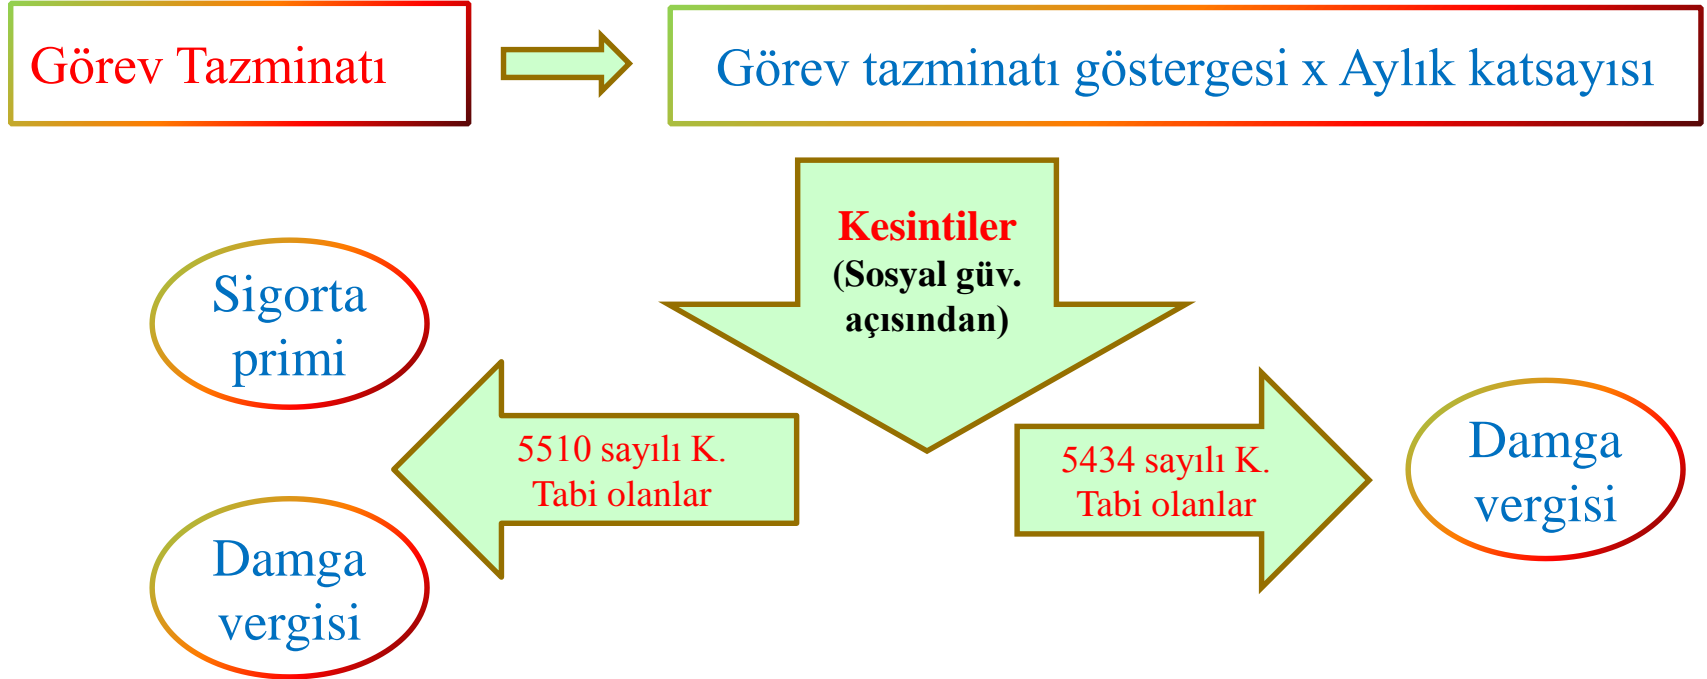 Görev Tazminatı
Görev tazminatı göstergesi x Aylık katsayısı
Kesintiler
(Sosyal güv.
açısından)
Sigorta
primi
5510 sayılı K.
Tabi olanlar
5434 sayılı K.
Tabi olanlar
Damga
vergisi
Damga
vergisi